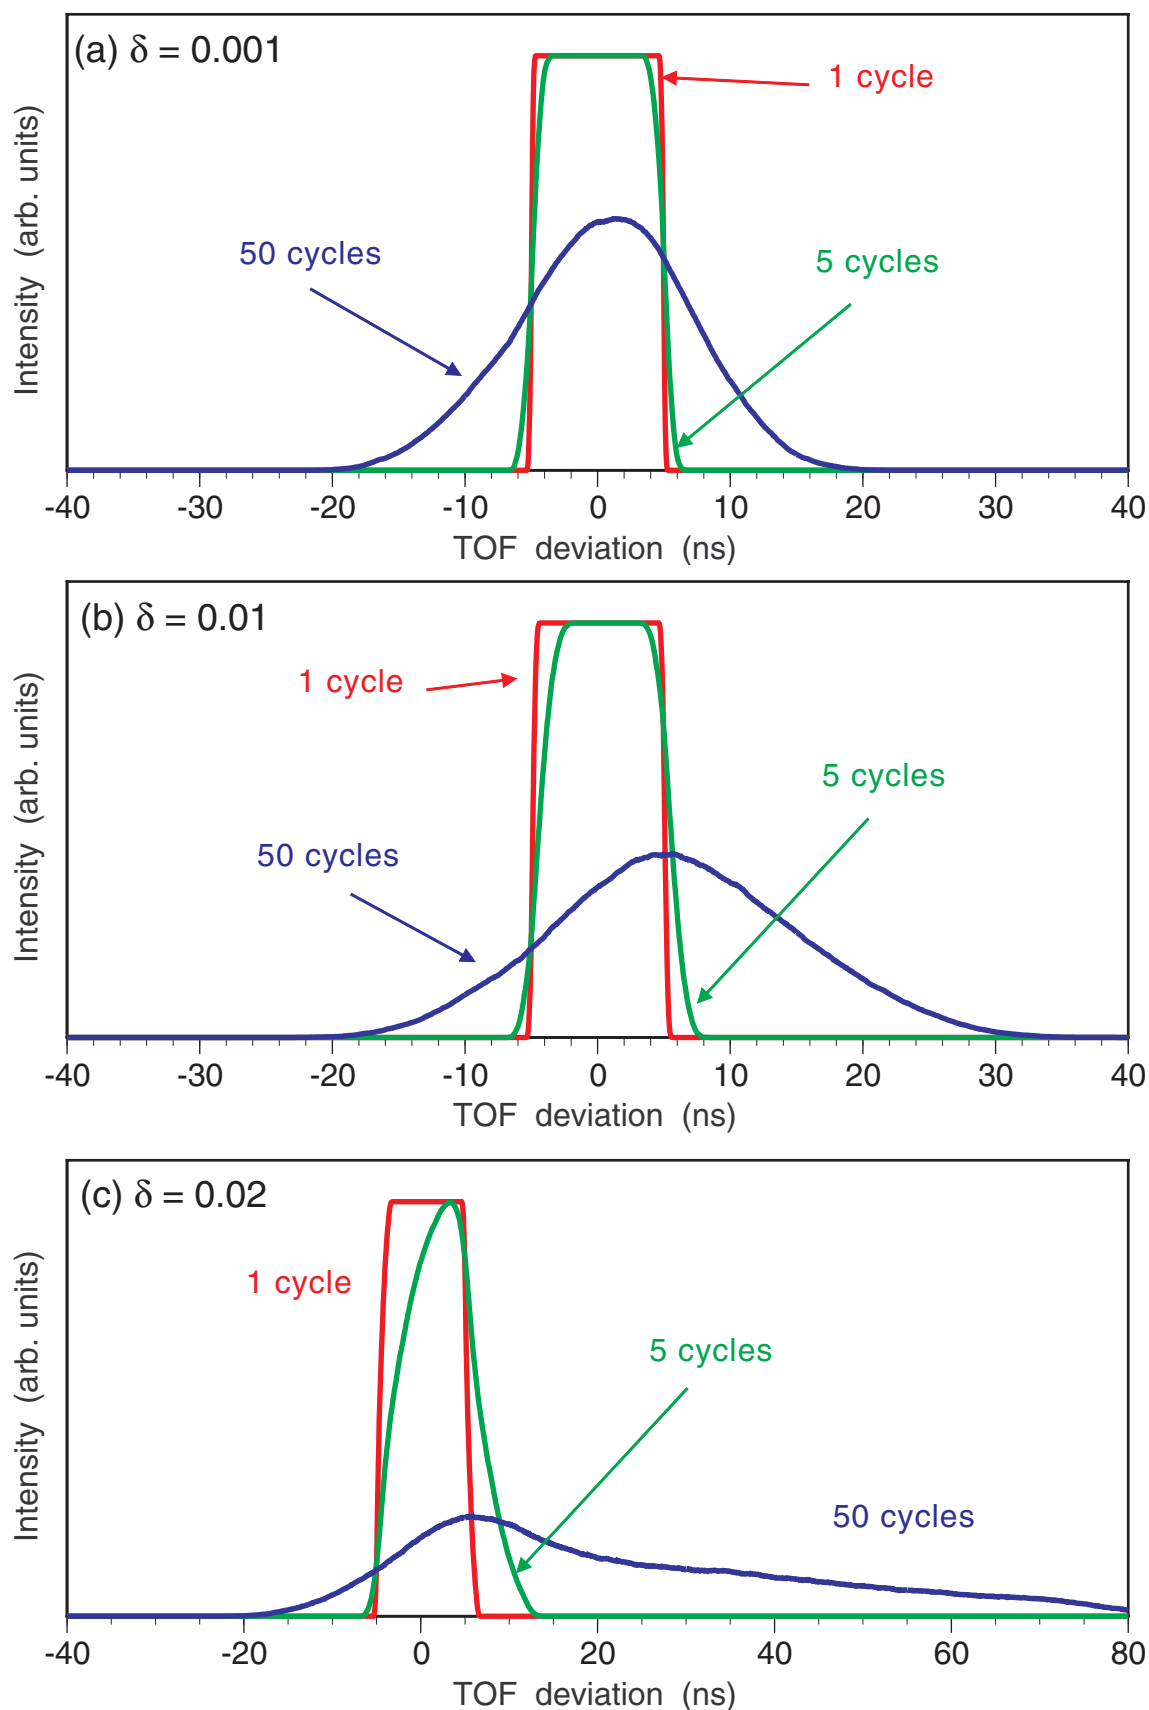 (a) δ = 0.001
1 cycle
50 cycles
5 cycles
Intensity (arb. units)
-40 -30 -20 -10 0 10 20 30 40
TOF deviation (ns)
(b) δ = 0.01
1 cycle
5 cycles
50 cycles
Intensity (arb. units)
-40 -30 -20 -10 0 10 20 30 40
TOF deviation (ns)
(c) δ = 0.02
1 cycle
5 cycles
50 cycles
Intensity (arb. units)
-40 -20 0 20 40 60 80
TOF deviation (ns)